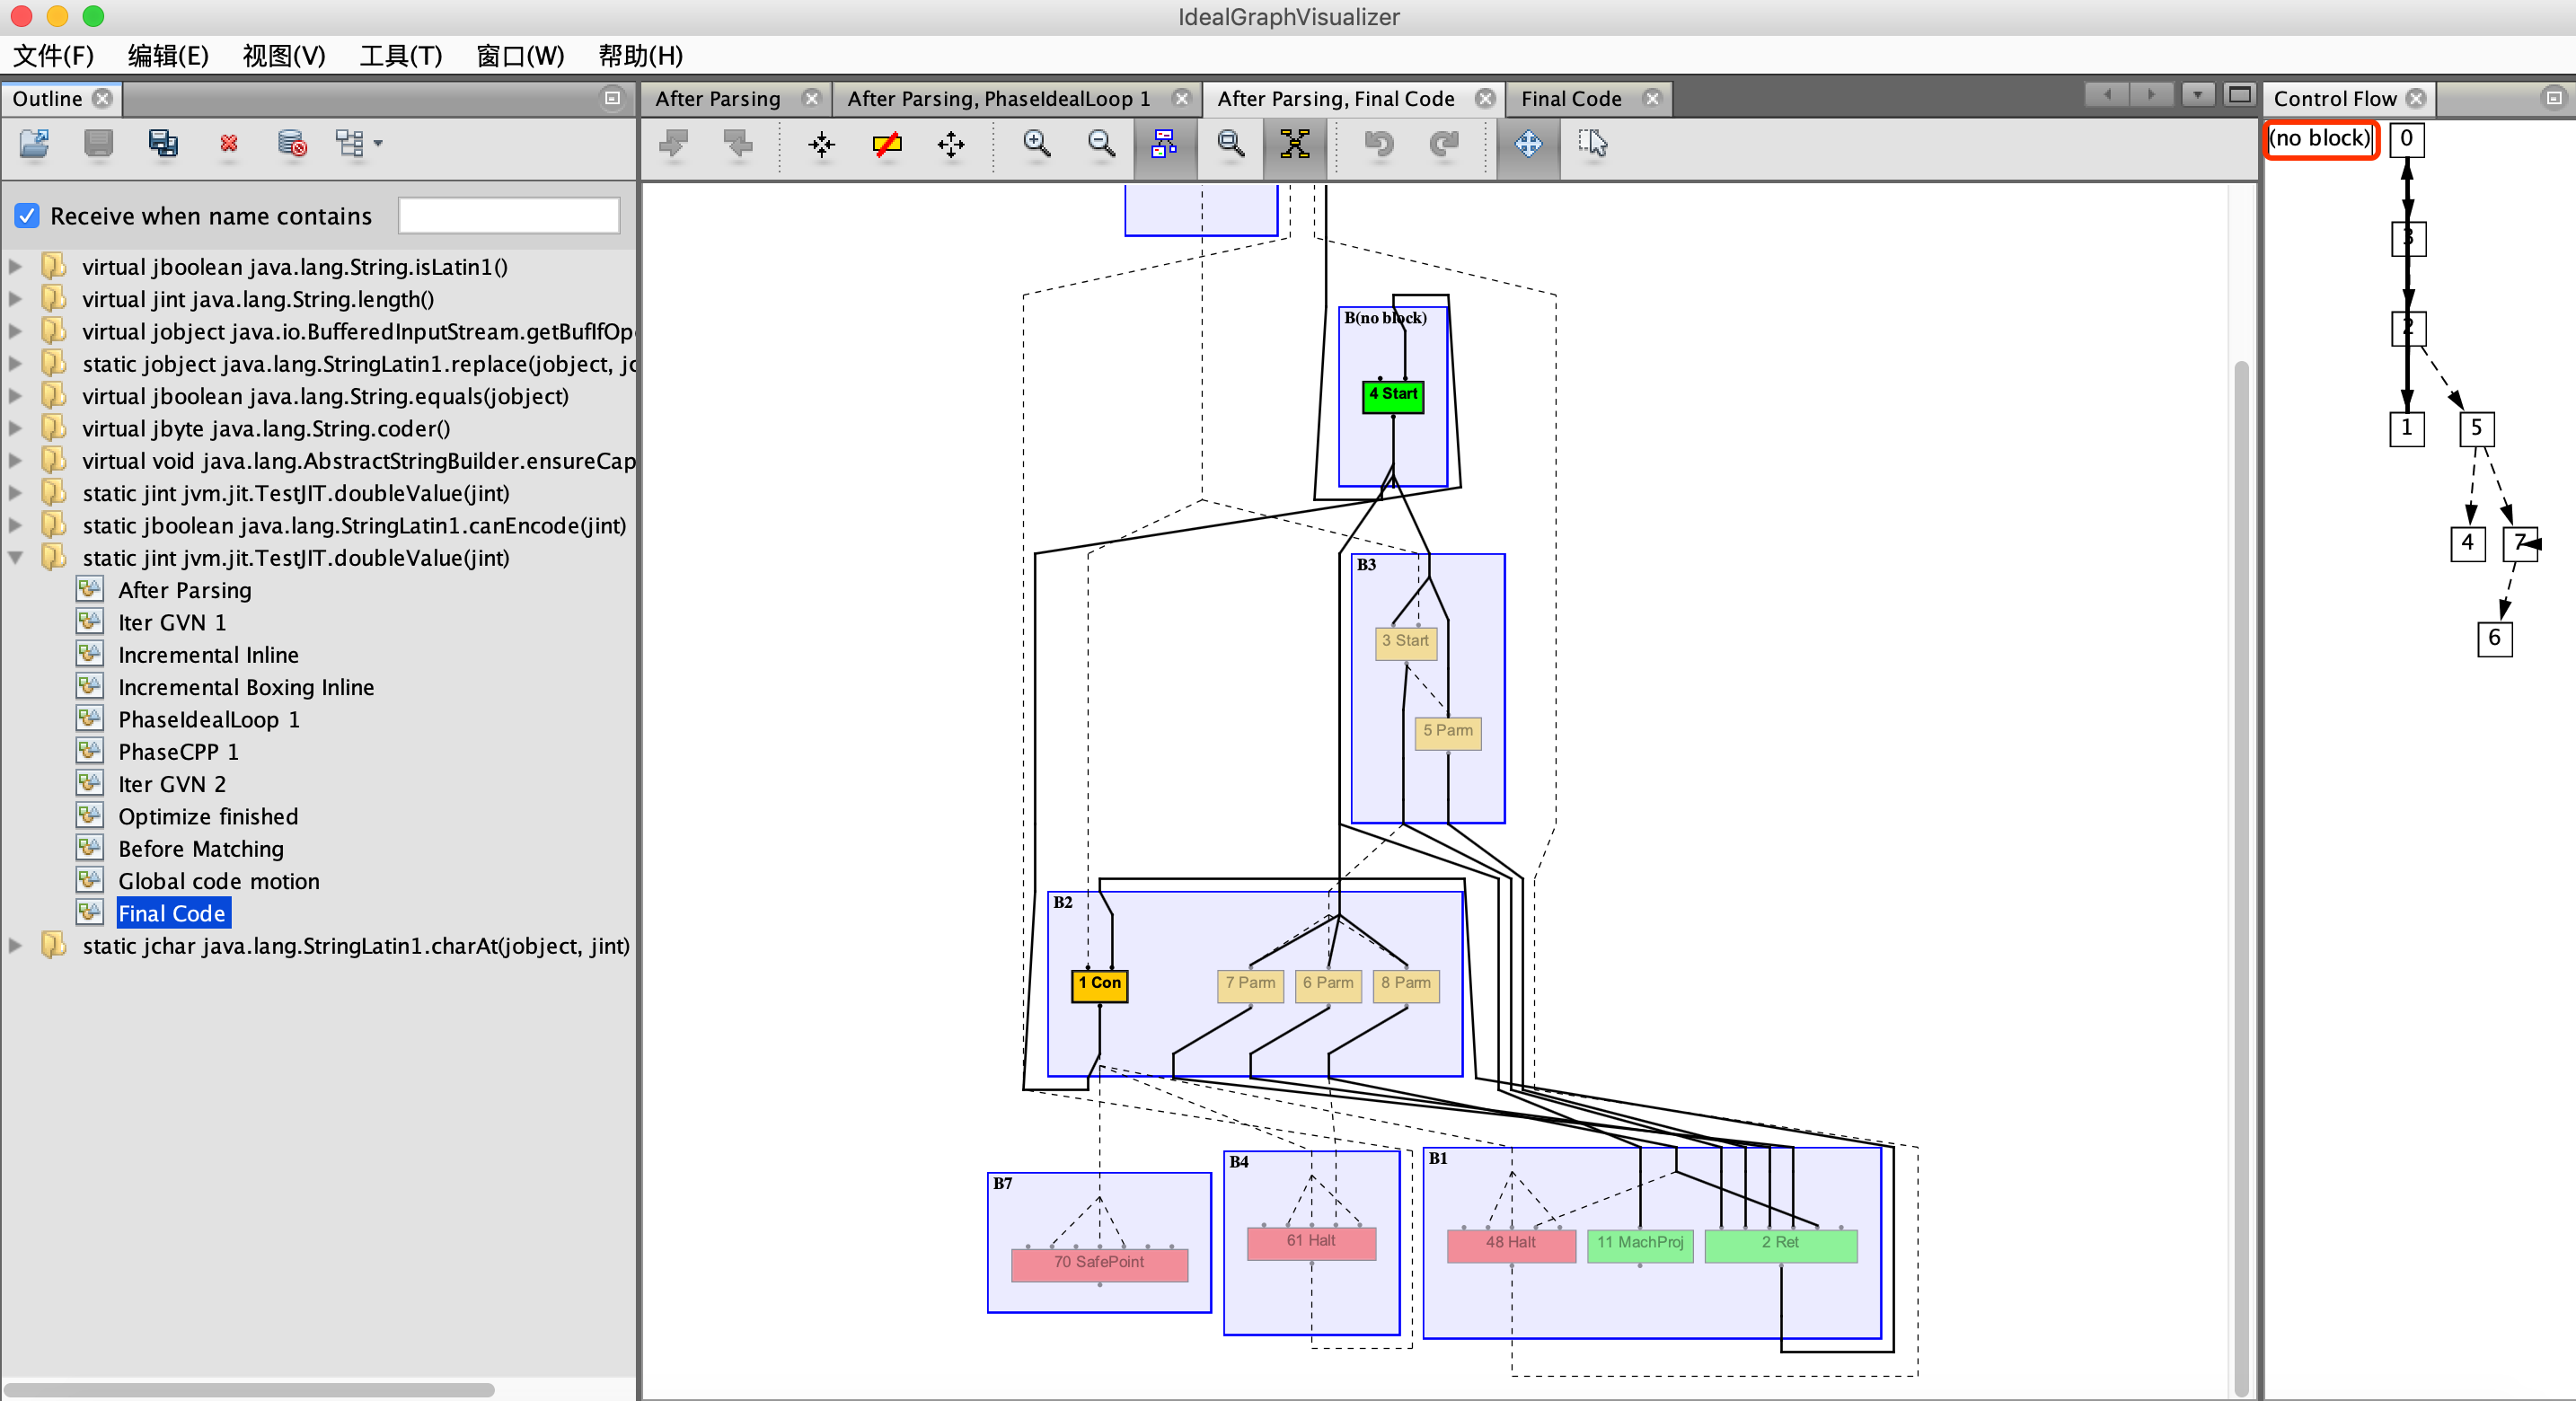 IdealGraphVisualizer
文件(F) 编辑(E) 视图(V) 工具(T) 窗口(W) 帮助(H)
Outline
After Parsing
After Parsing, PhaseIdealLoop 1
After Parsing, Final Code
Final Code
Control Flow
Receive when name contains
virtual jboolean java.lang.String.isLatin1()
virtual jint java.lang.String.length()
virtual jobject java.io.BufferedInputStream.getBufIfOp
static jobject java.lang.StringLatin1.replace(jobject, jc
virtual jboolean java.lang.String.equals(jobject)
virtual jbyte java.lang.String.coder()
virtual void java.lang.AbstractStringBuilder.ensureCap
static jint jvm.jit.TestJIT.doubleValue(jint)
static jboolean java.lang.StringLatin1.canEncode(jint)
static jint jvm.jit.TestJIT.doubleValue(jint)
After Parsing
Iter GVN 1
Incremental Inline
Incremental Boxing Inline
PhaseIdealLoop 1
PhaseCPP 1
Iter GVN 2
Optimize finished
Before Matching
Global code motion
Final Code
static jchar java.lang.StringLatin1.charAt(jobject, jint)
B(no block)
4 Start
B3
3 Start
5 Parm
B2
1 Con
7 Parm
6 Parm
8 Parm
B7
70 SafePoint
B4
61 Halt
B1
48 Halt
11 MachProj
2 Ret
(no block)
0
3
2
1
5
4
7
6